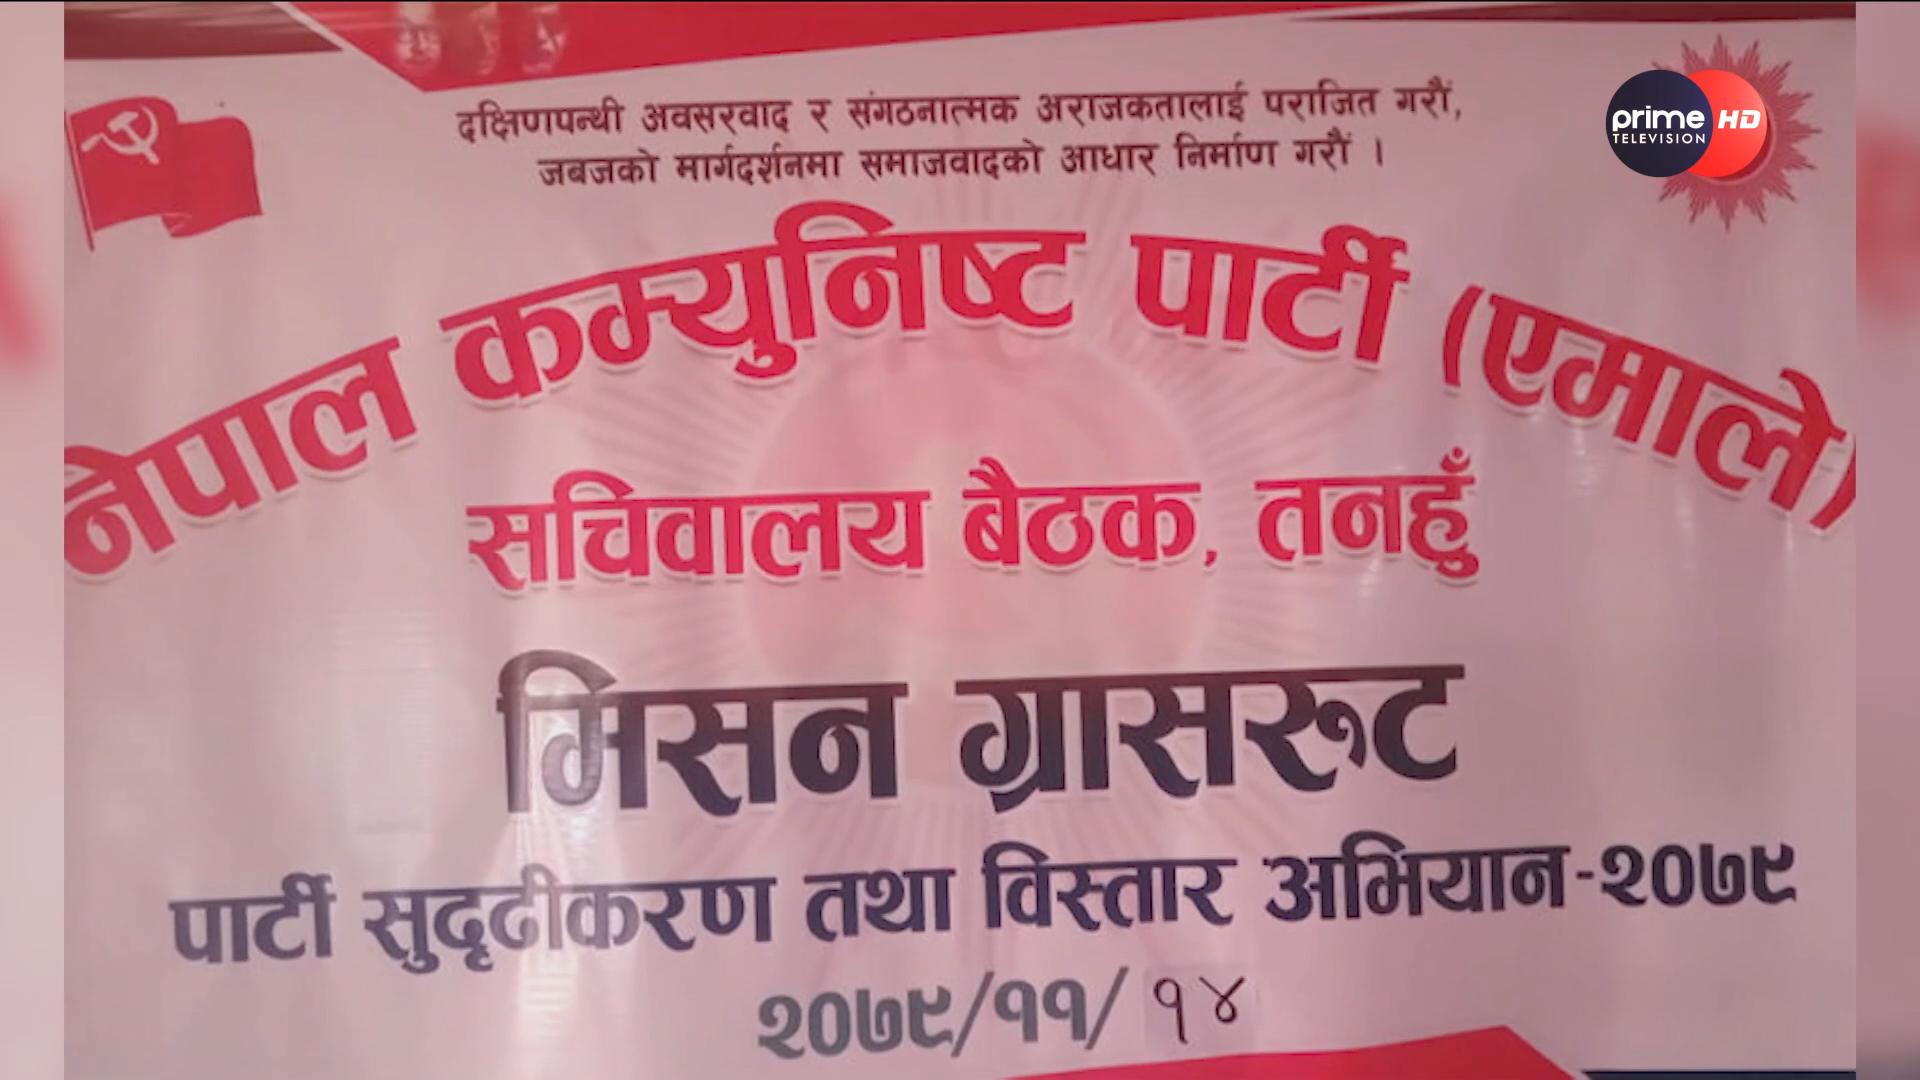 दक्षिणपन्थी अवसरवाद र संगठनात्मक अराजकतालाई पराजित गरौं,
जबजको मार्गदर्शनमा समाजवादको आधार निर्माण गरौं ।
prime HD
TELEVISION
नेपाल कम्युनिष्ट पार्टी (एमाले)
सचिवालय बैठक, तनहुँ
मिसन ग्रासरूट
पार्टी सुदृढीकरण तथा विस्तार अभियान-२०७९
२०७९/११/१४